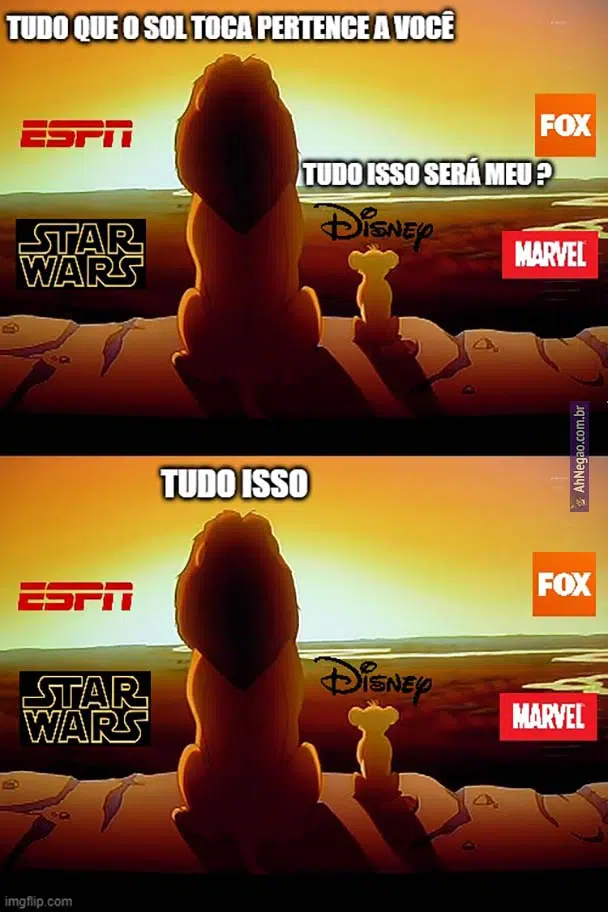 TUDO QUE O SOL TOCA PERTENCE A VOCÊ
ESPN
FOX
TUDO ISSO SERÁ MEU ?
STAR
WARS
DISNEY
MARVEL
AhNegao.com.br
TUDO ISSO
ESPN
FOX
STAR
WARS
DISNEY
MARVEL
imgflip.com